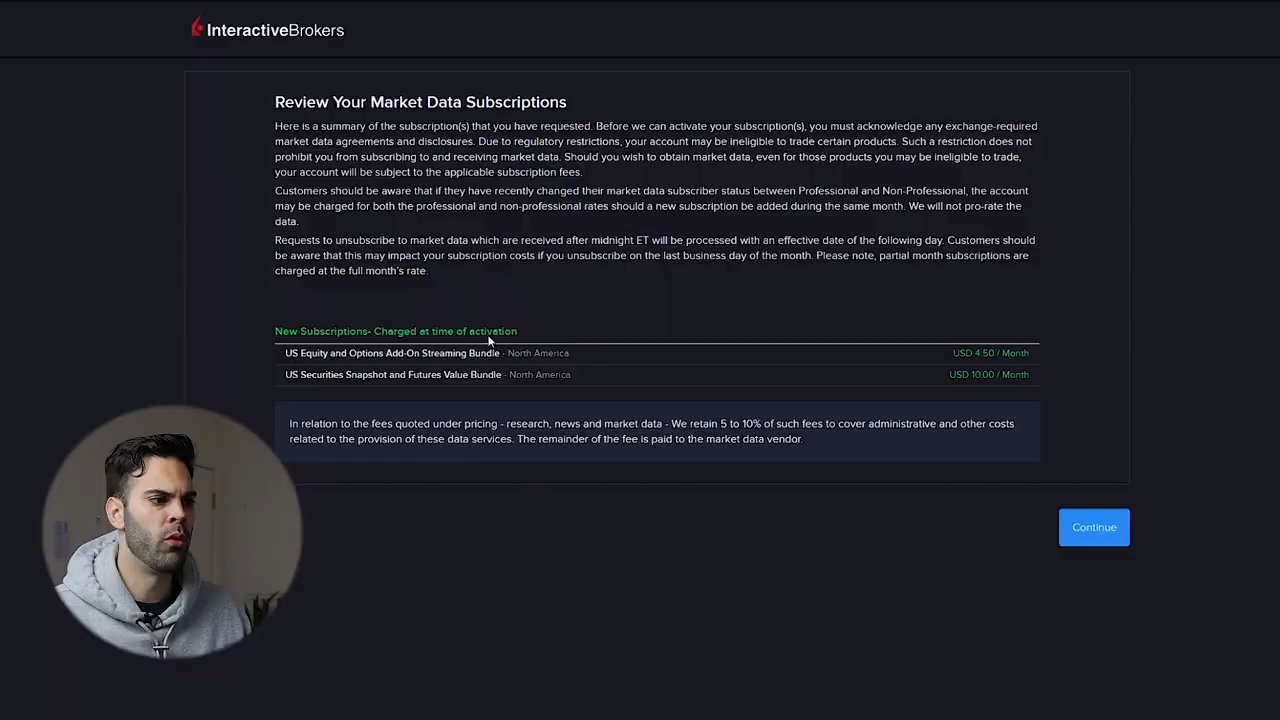 InteractiveBrokers
Review Your Market Data Subscriptions
Here is a summary of the subscription(s) that you have requested. Before we can activate your subscription(s), you must acknowledge any exchange-required
market data agreements and disclosures. Due to regulatory restrictions, your account may be ineligible to trade certain products. Such a restriction does not
prohibit you from subscribing to and receiving market data. Should you wish to obtain market data, even for those products you may be ineligible to trade,
your account will be subject to the applicable subscription fees.
Customers should be aware that if they have recently changed their market data subscriber status between Professional and Non-Professional, the account
may be charged for both the professional and non-professional rates should a new subscription be added during the same month. We will not pro-rate the
data.
Requests to unsubscribe to market data which are received after midnight ET will be processed with an effective date of the following day. Customers should
be aware that this may impact your subscription costs if you unsubscribe on the last business day of the month. Please note, partial month subscriptions are
charged at the full month's rate.
New Subscriptions- Charged at time of activation
US Equity and Options Add-On Streaming Bundle - North America USD 4.50 / Month
US Securities Snapshot and Futures Value Bundle - North America USD 10.00 / Month
In relation to the fees quoted under pricing - research, news and market data - We retain 5 to 10% of such fees to cover administrative and other costs
related to the provision of these data services. The remainder of the fee is paid to the market data vendor.
Continue